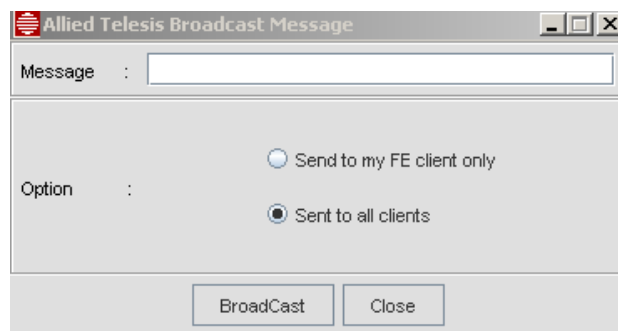 Allied Telesis Broadcast Message
Message :
Send to my FE client only
Option :
Sent to all clients
BroadCast Close